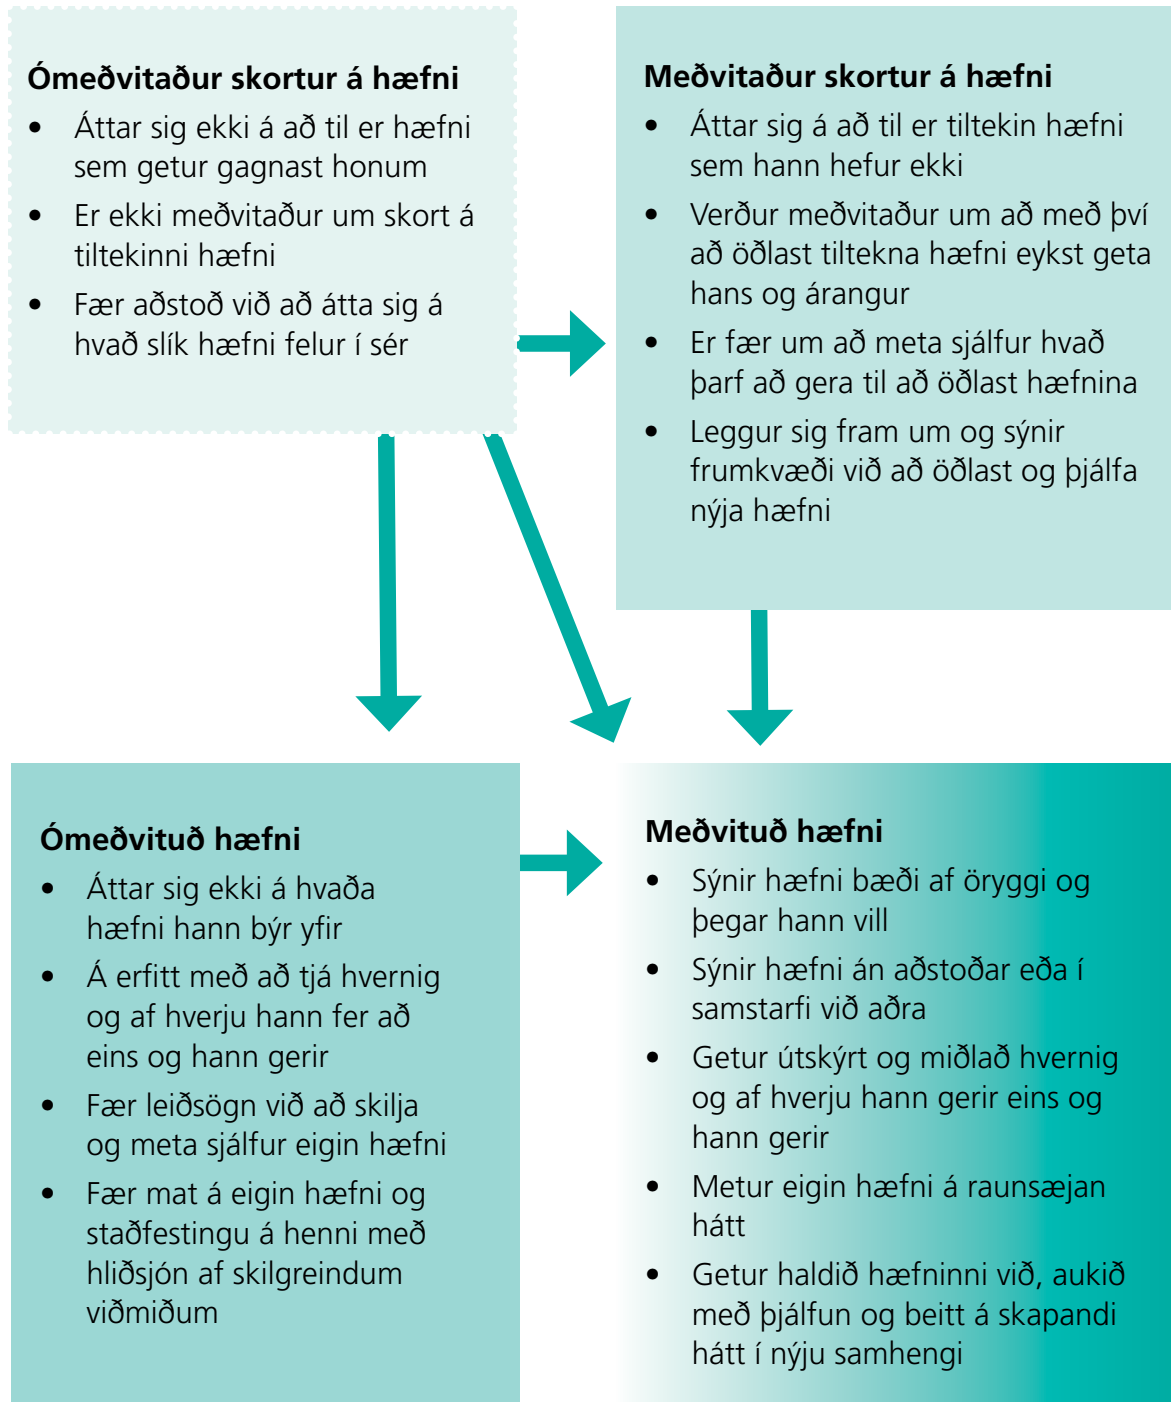 Ómeðvitaður skortur á hæfni
• Áttar sig ekki á að til er hæfni
sem getur gagnast honum
• Er ekki meðvitaður um skort á
tiltekinni hæfni
• Fær aðstoð við að átta sig á
hvað slík hæfni felur í sér
Meðvitaður skortur á hæfni
• Áttar sig á að til er tiltekin hæfni
sem hann hefur ekki
• Verður meðvitaður um að með því
að öðlast tiltekna hæfni eykst geta
hans og árangur
• Er fær um að meta sjálfur hvað
þarf að gera til að öðlast hæfnina
• Leggur sig fram um og sýnir
frumkvæði við að öðlast og þjálfa
nýja hæfni
Ómeðvituð hæfni
• Áttar sig ekki á hvaða
hæfni hann býr yfir
• Á erfitt með að tjá hvernig
og af hverju hann fer að
eins og hann gerir
• Fær leiðsögn við að skilja
og meta sjálfur eigin hæfni
• Fær mat á eigin hæfni og
staðfestingu á henni með
hliðsjón af skilgreindum
viðmiðum
Meðvituð hæfni
• Sýnir hæfni bæði af öryggi og
þegar hann vill
• Sýnir hæfni án aðstoðar eða í
samstarfi við aðra
• Getur útskýrt og miðlað hvernig
og af hverju hann gerir eins og
hann gerir
• Metur eigin hæfni á raunsæjan
hátt
• Getur haldið hæfninni við, aukið
með þjálfun og beitt á skapandi
hátt í nýju samhengi